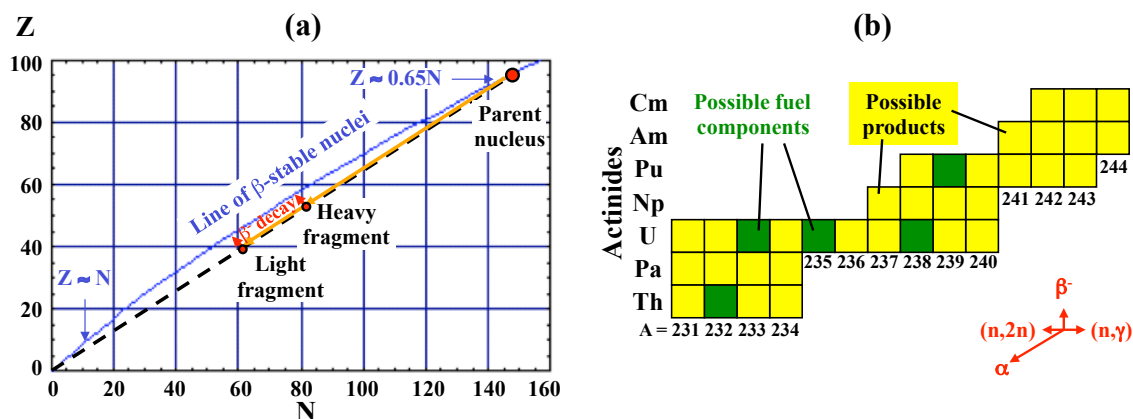 Z
(a)
100
80
60
40
20
0
0
20
40
60
80
100
120
140
160
N
Z ≈ 0.65N
Parent
nucleus
Line of β-stable nuclei
β⁻ decay
Heavy
fragment
Light
fragment
Z ≈ N
(b)
Actinides
Cm
Am
Pu
Np
U
Pa
Th
Possible fuel
components
Possible
products
244
241 242 243
235 236 237 238 239 240
A = 231 232 233 234
β-
(n,2n)
(n,γ)
α